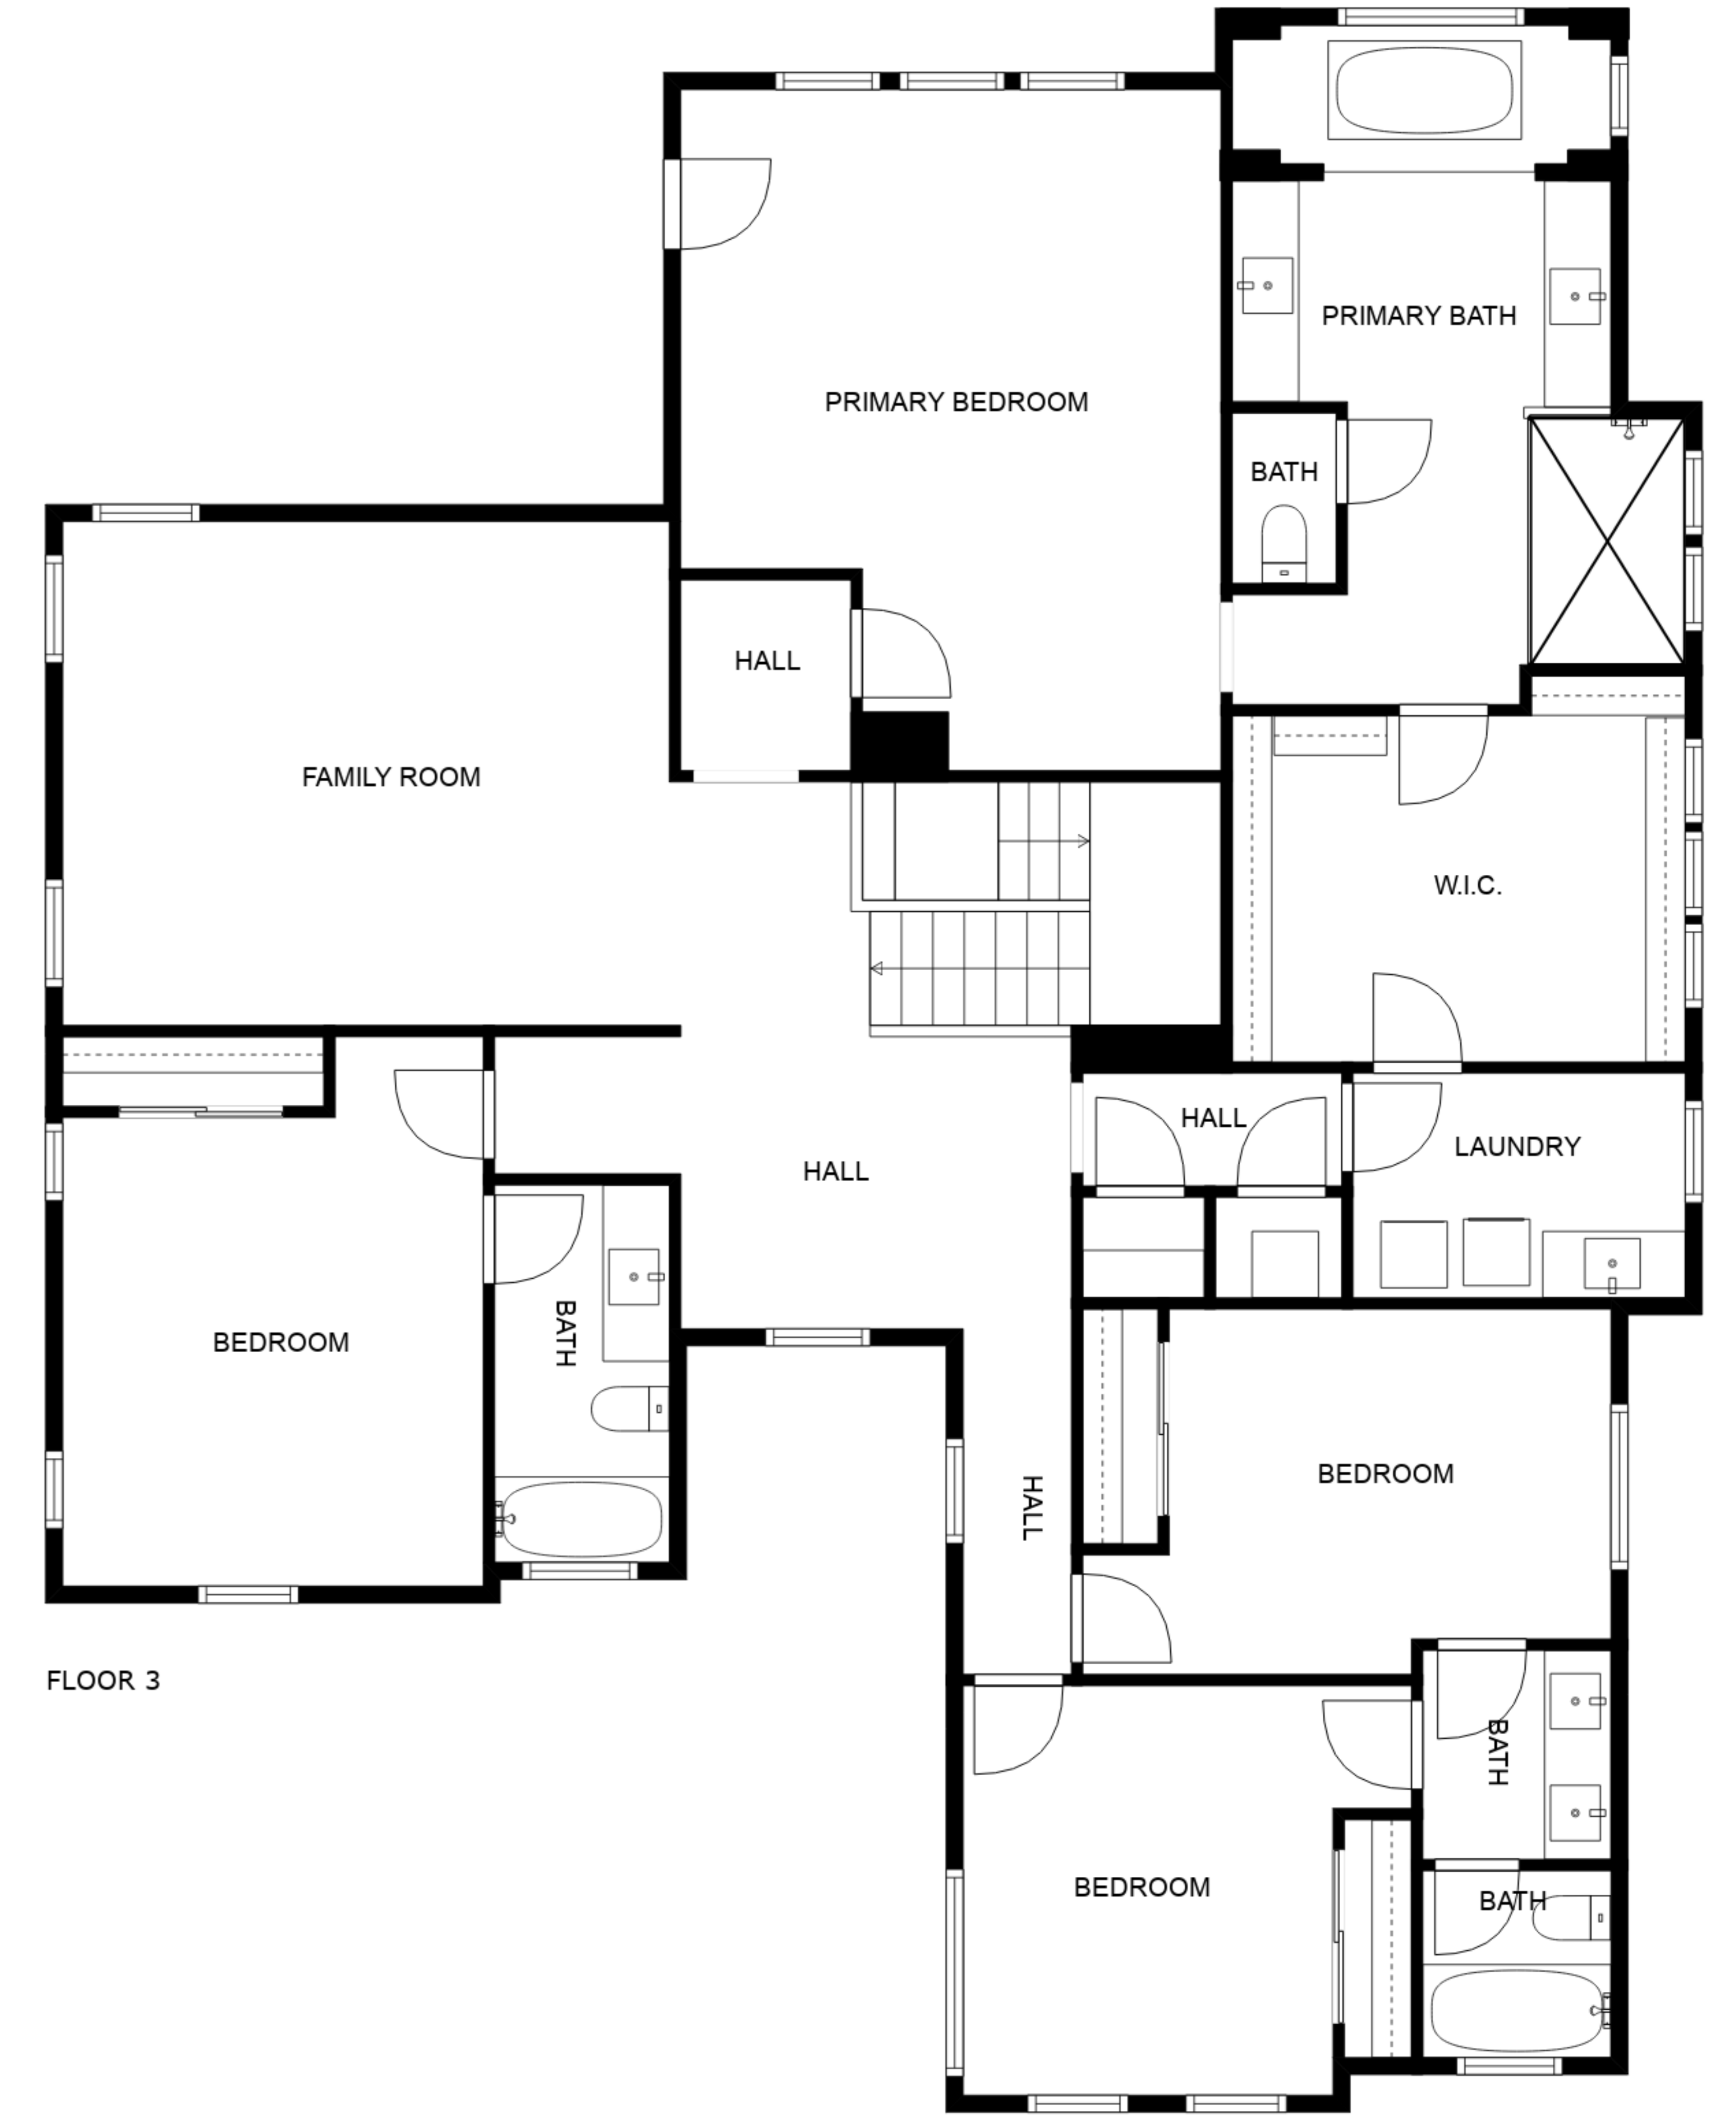 PRIMARY BATH
PRIMARY BEDROOM
BATH
HALL
FAMILY ROOM
W.I.C.
HALL
LAUNDRY
HALL
BEDROOM
BATH
BEDROOM
HALL
FLOOR 3
BATH
BEDROOM
BATH